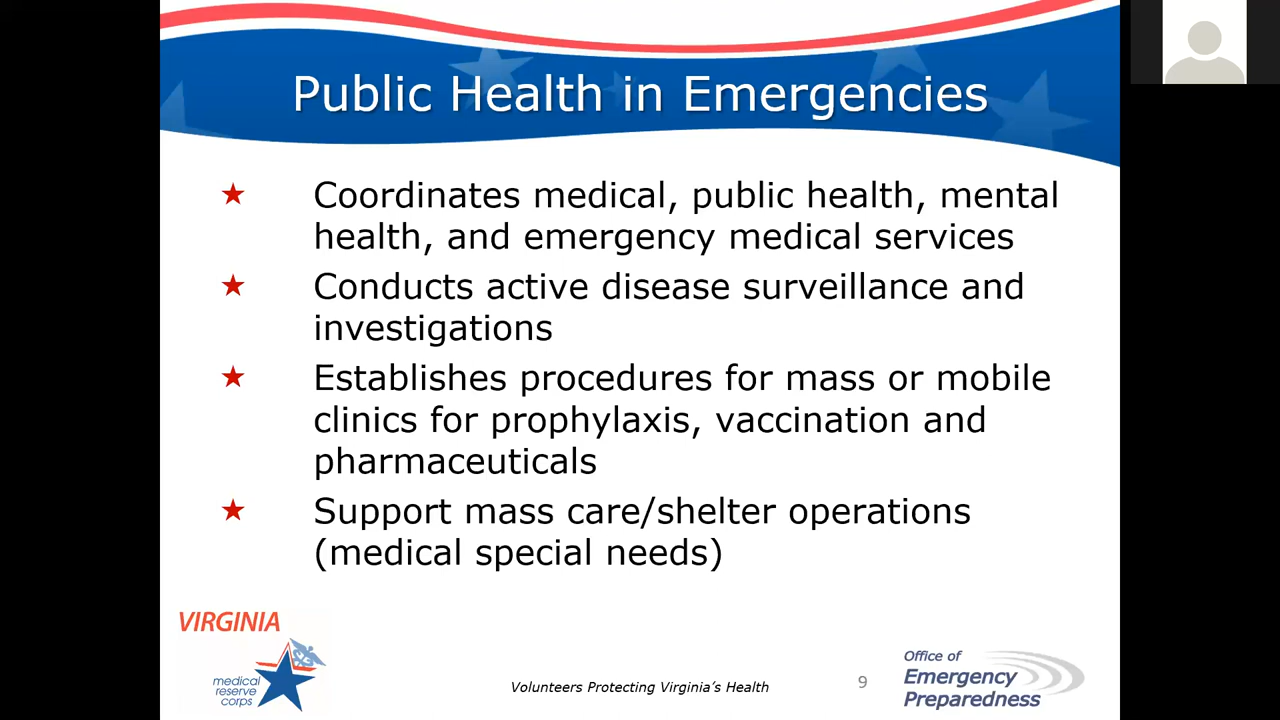 Public Health in Emergencies
Coordinates medical, public health, mental
health, and emergency medical services
Conducts active disease surveillance and
investigations
Establishes procedures for mass or mobile
clinics for prophylaxis, vaccination and
pharmaceuticals
Support mass care/shelter operations
(medical special needs)
VIRGINIA
medical
reserve
corps
Volunteers Protecting Virginia's Health
9
Office of
Emergency
Preparedness